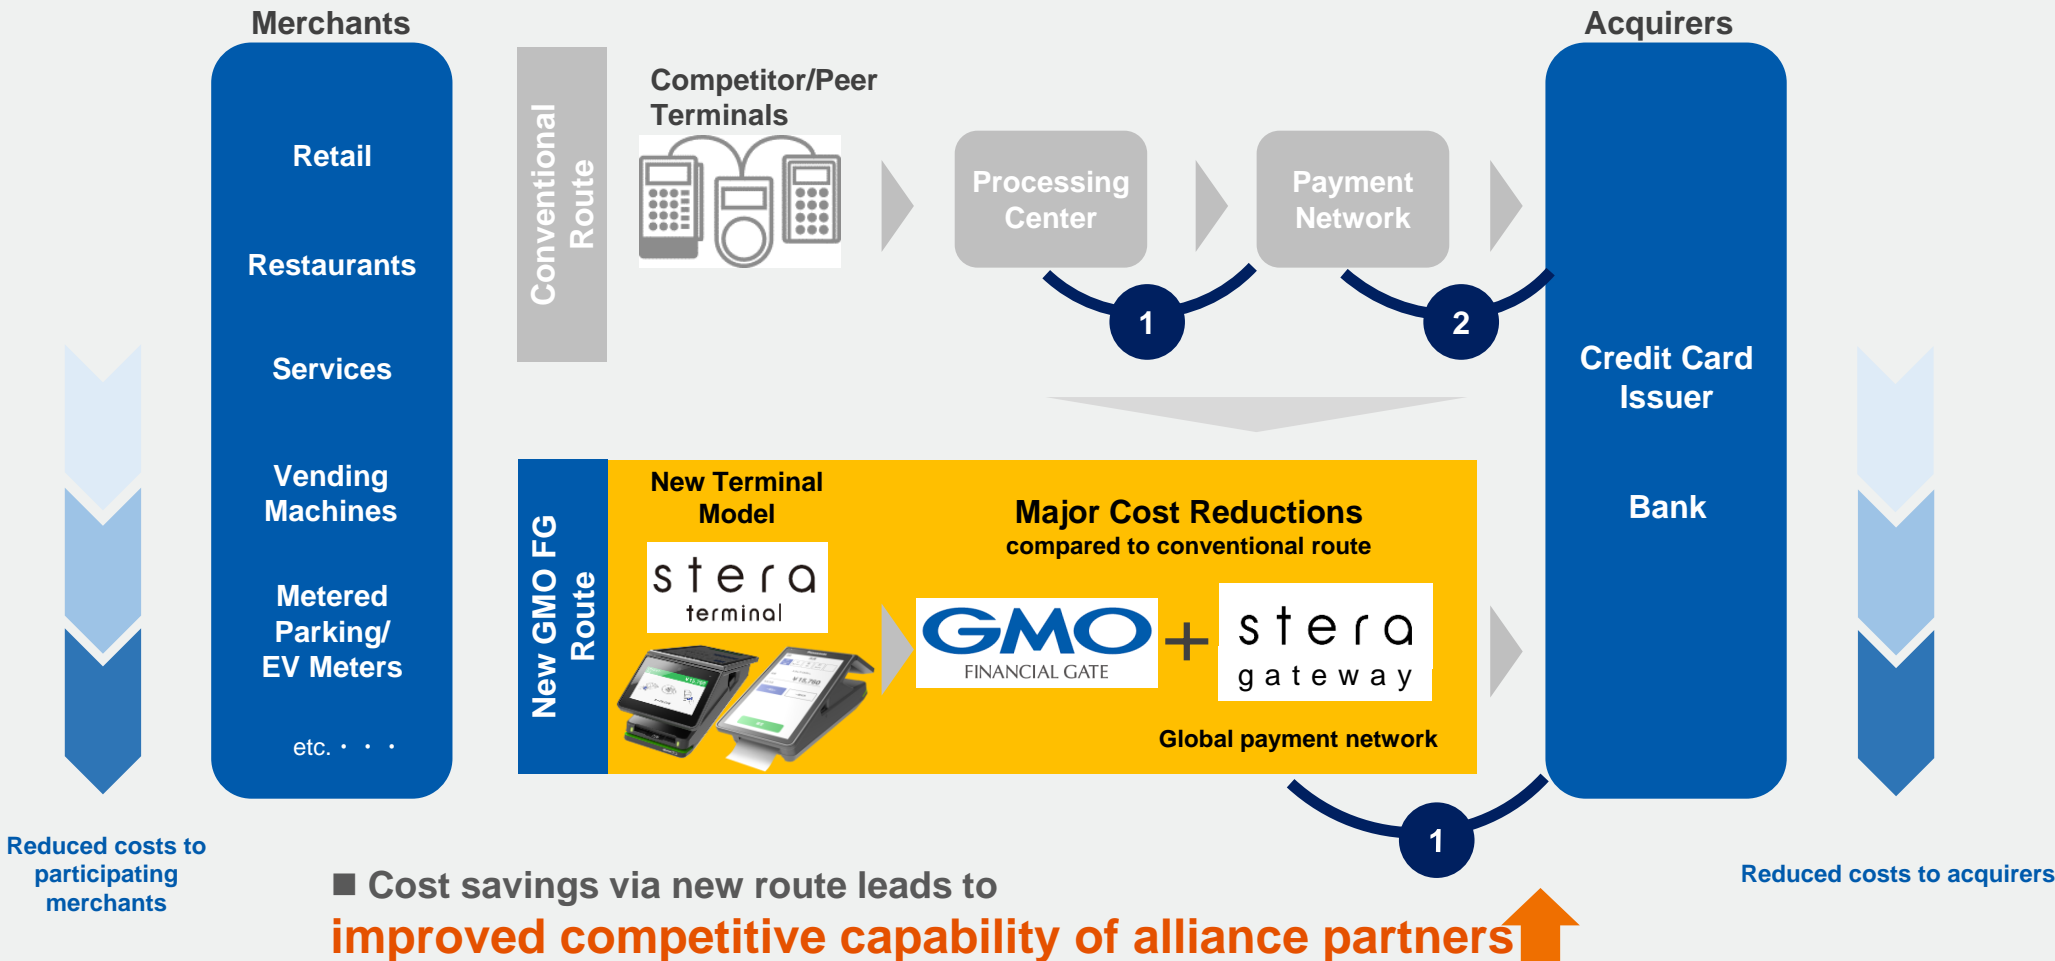 Merchants
Retail
Restaurants
Services
Vending
Machines
Metered
Parking/
EV Meters
etc.・・・
Reduced costs to
participating
merchants
Conventional
Route
Competitor/Peer
Terminals
Processing
Center
Payment
Network
1
2
New GMO FG
Route
New Terminal
Model
stera
terminal
Major Cost Reductions
compared to conventional route
GMO
FINANCIAL GATE
+
stera
gateway
Global payment network
1
Acquirers
Credit Card
Issuer
Bank
Reduced costs to acquirers
■ Cost savings via new route leads to
improved competitive capability of alliance partners